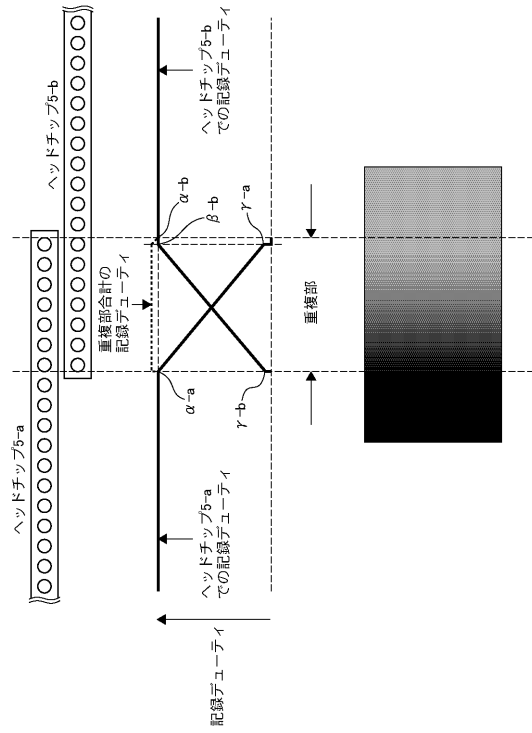 ヘッドチップ5-a
ヘッドチップ5-b
重複部合計の
記録デューティ
α-b
β-b
γ-a
α-a
γ-b
ヘッドチップ5-a
での記録デューティ
ヘッドチップ5-b
での記録デューティ
記録デューティ
重複部